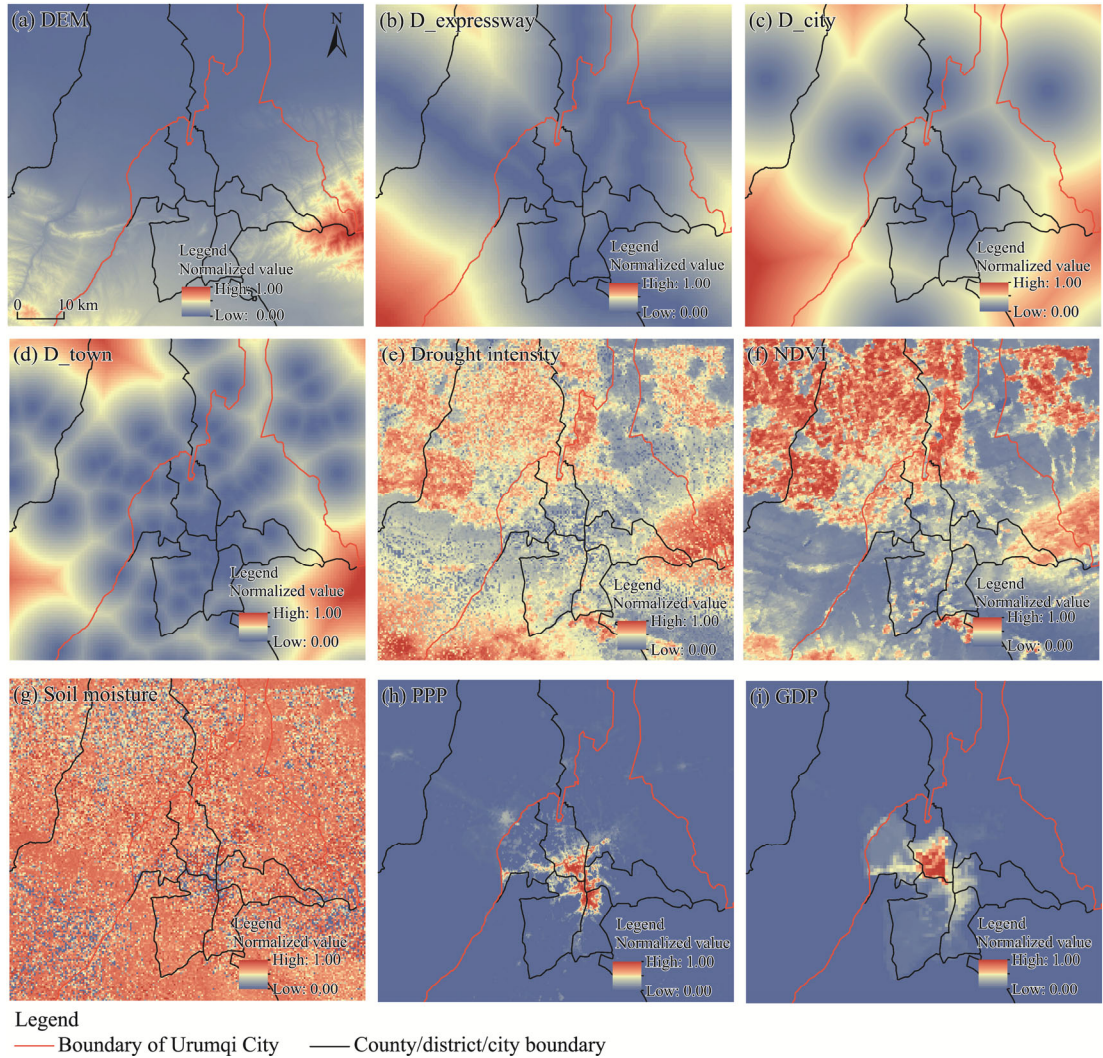 (a) DEM
N
Legend
Normalized value
High: 1.00
Low: 0.00
0 10 km
(b) D_expressway
Legend
Normalized value
High: 1.00
Low: 0.00
(c) D_city
Legend
Normalized value
High: 1.00
Low: 0.00
(d) D_town
Legend
Normalized value
High: 1.00
Low: 0.00
(e) Drought intensity
Legend
Normalized value
High: 1.00
Low: 0.00
(f) NDVI
Legend
Normalized value
High: 1.00
Low: 0.00
(g) Soil moisture
Legend
Normalized value
High: 1.00
Low: 0.00
(h) PPP
Legend
Normalized value
High: 1.00
Low: 0.00
(i) GDP
Legend
Normalized value
High: 1.00
Low: 0.00
Legend
Boundary of Urumqi City County/district/city boundary